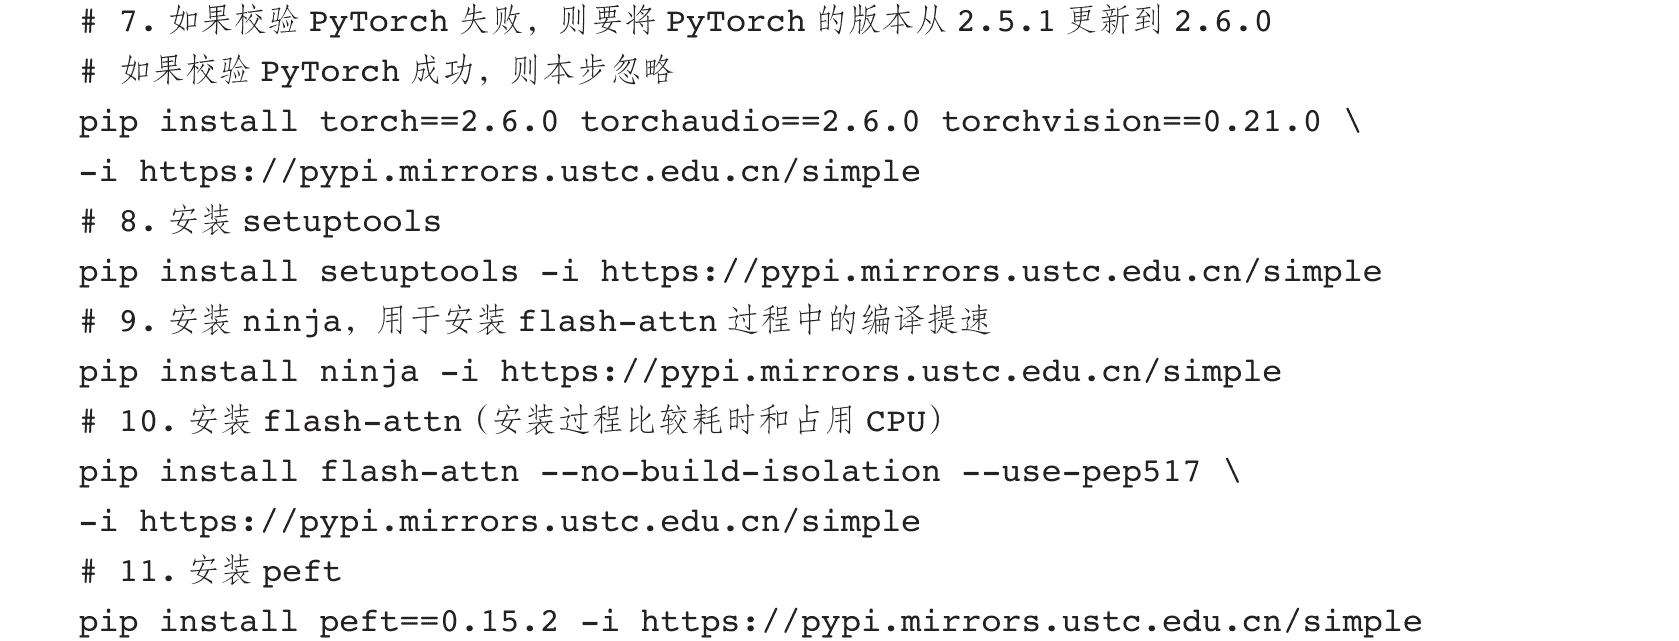 # 7. 如果校验 PyTorch 失败，则要将 PyTorch 的版本从 2.5.1 更新到 2.6.0
# 如果校验 PyTorch 成功，则本步忽略
pip install torch==2.6.0 torchaudio==2.6.0 torchvision==0.21.0 \
-i https://pypi.mirrors.ustc.edu.cn/simple
# 8. 安装 setuptools
pip install setuptools -i https://pypi.mirrors.ustc.edu.cn/simple
# 9. 安装 ninja，用于安装 flash-attn 过程中的编译提速
pip install ninja -i https://pypi.mirrors.ustc.edu.cn/simple
# 10. 安装 flash-attn（安装过程比较耗时和占用 CPU）
pip install flash-attn --no-build-isolation --use-pep517 \
-i https://pypi.mirrors.ustc.edu.cn/simple
# 11. 安装 peft
pip install peft==0.15.2 -i https://pypi.mirrors.ustc.edu.cn/simple